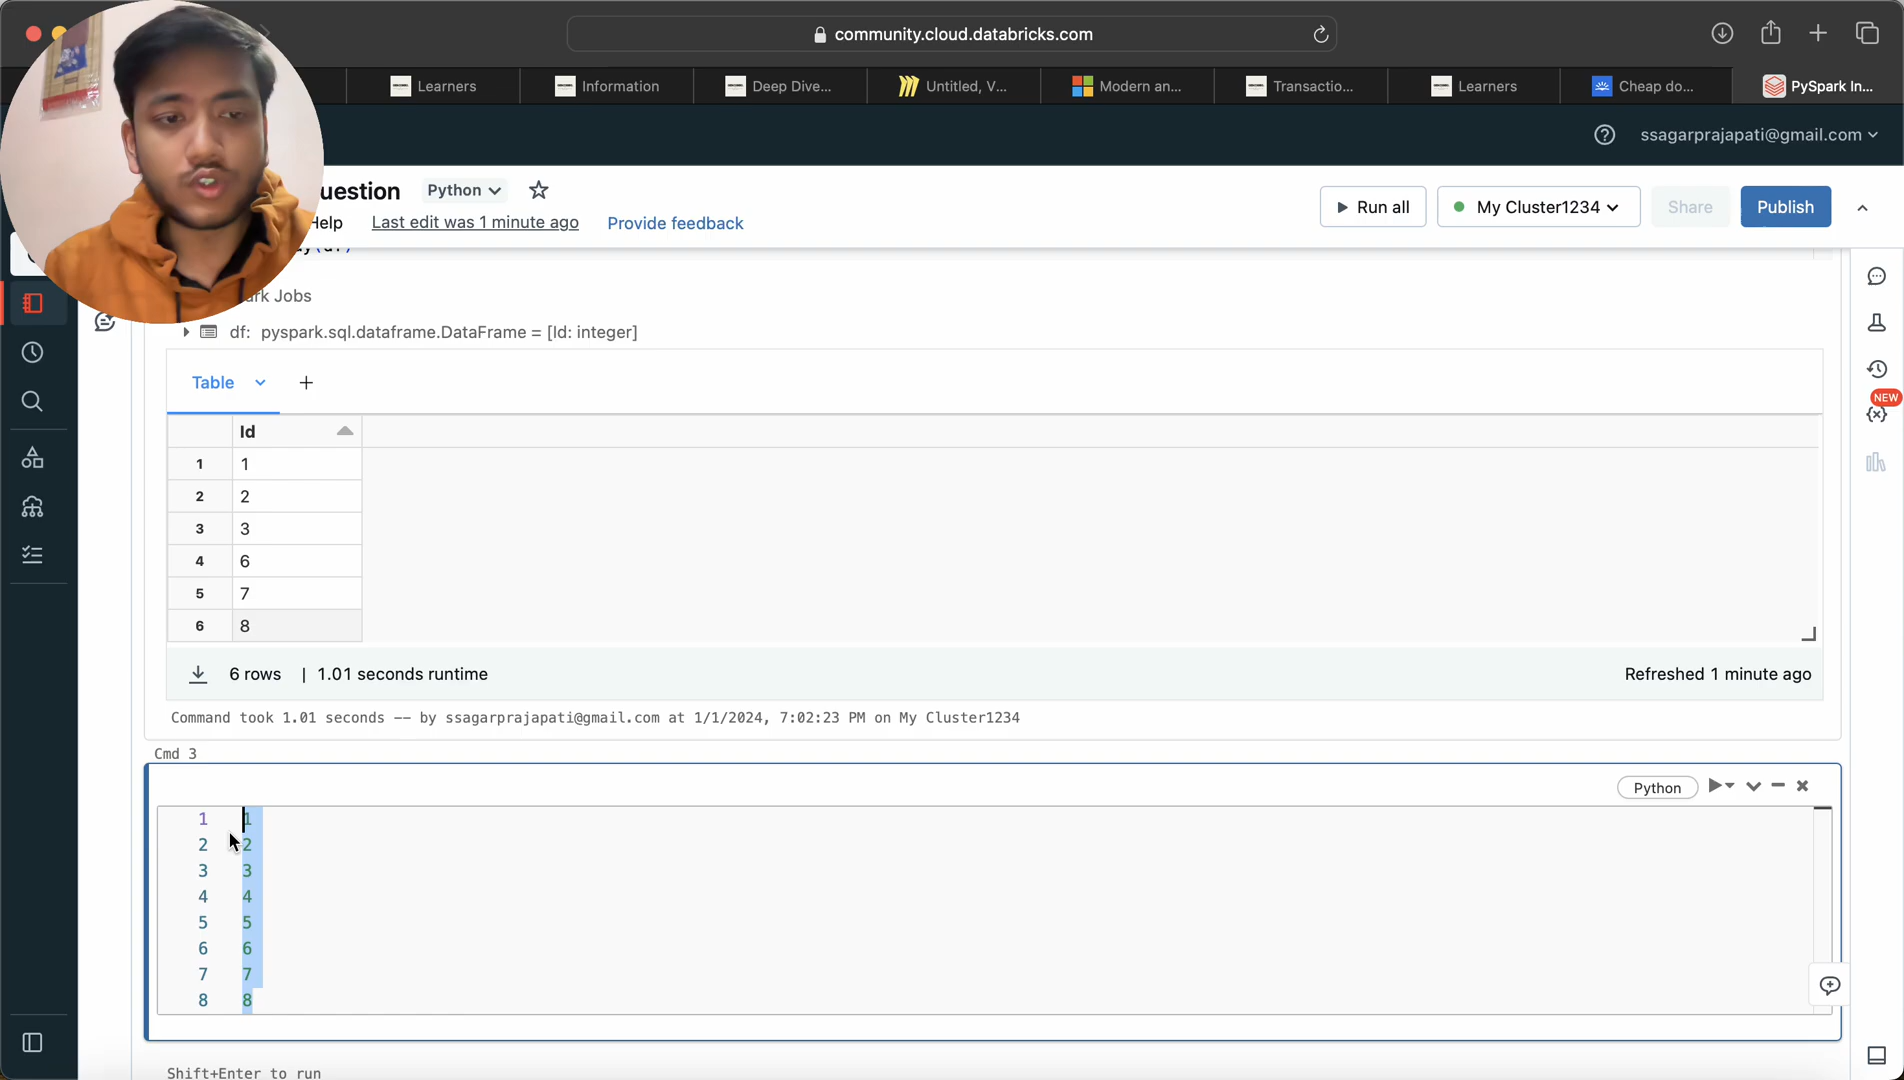 community.cloud.databricks.com
Learners
Information
Deep Dive...
Untitled, V...
Modern an...
Transactio...
Learners
Cheap do...
PySpark In...
ssagarprajapati@gmail.com
uestion
Python
Help
Last edit was 1 minute ago
Provide feedback
Run all
My Cluster1234
Share
Publish
ark Jobs
df: pyspark.sql.dataframe.DataFrame = [Id: integer]
NEW
Table
+
Id
1 1
2 2
3 3
4 6
5 7
6 8
6 rows | 1.01 seconds runtime
Refreshed 1 minute ago
Command took 1.01 seconds -- by ssagarprajapati@gmail.com at 1/1/2024, 7:02:23 PM on My Cluster1234
Cmd 3
Python
1 1
2 2
3 3
4 4
5 5
6 6
7 7
8 8
Shift+Enter to run